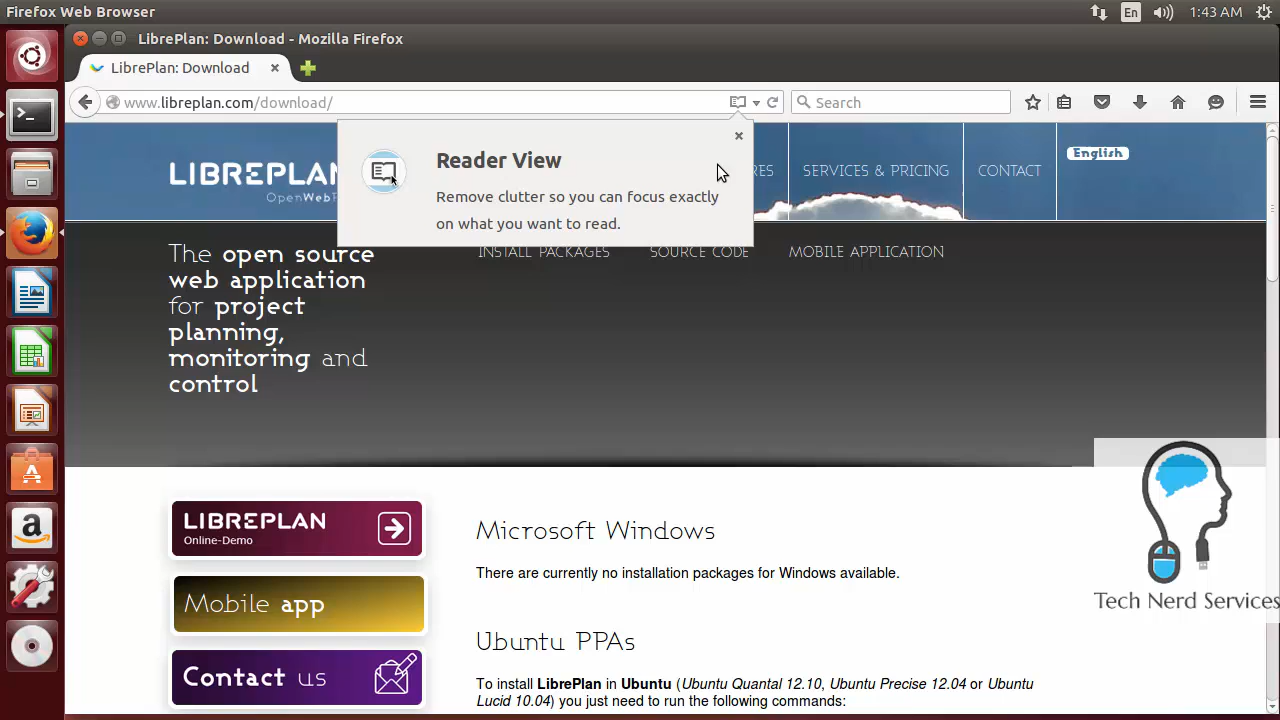 Firefox Web Browser
En
1:43 AM
LibrePlan: Download - Mozilla Firefox
LibrePlan: Download
www.libreplan.com/download/
Search
LIBREPLAN
OpenWebP
RES
SERVICES & PRICING
CONTACT
English
Reader View
Remove clutter so you can focus exactly
on what you want to read.
The open source
web application
for project
planning,
monitoring and
control
INSTALL PACKAGES
SOURCE CODE
MOBILE APPLICATION
LIBREPLAN
Online-Demo
Mobile app
Contact us
Microsoft Windows
There are currently no installation packages for Windows available.
Ubuntu PPAs
To install LibrePlan in Ubuntu (Ubuntu Quantal 12.10, Ubuntu Precise 12.04 or Ubuntu
Lucid 10.04) you just need to run the following commands:
Tech Nerd Services